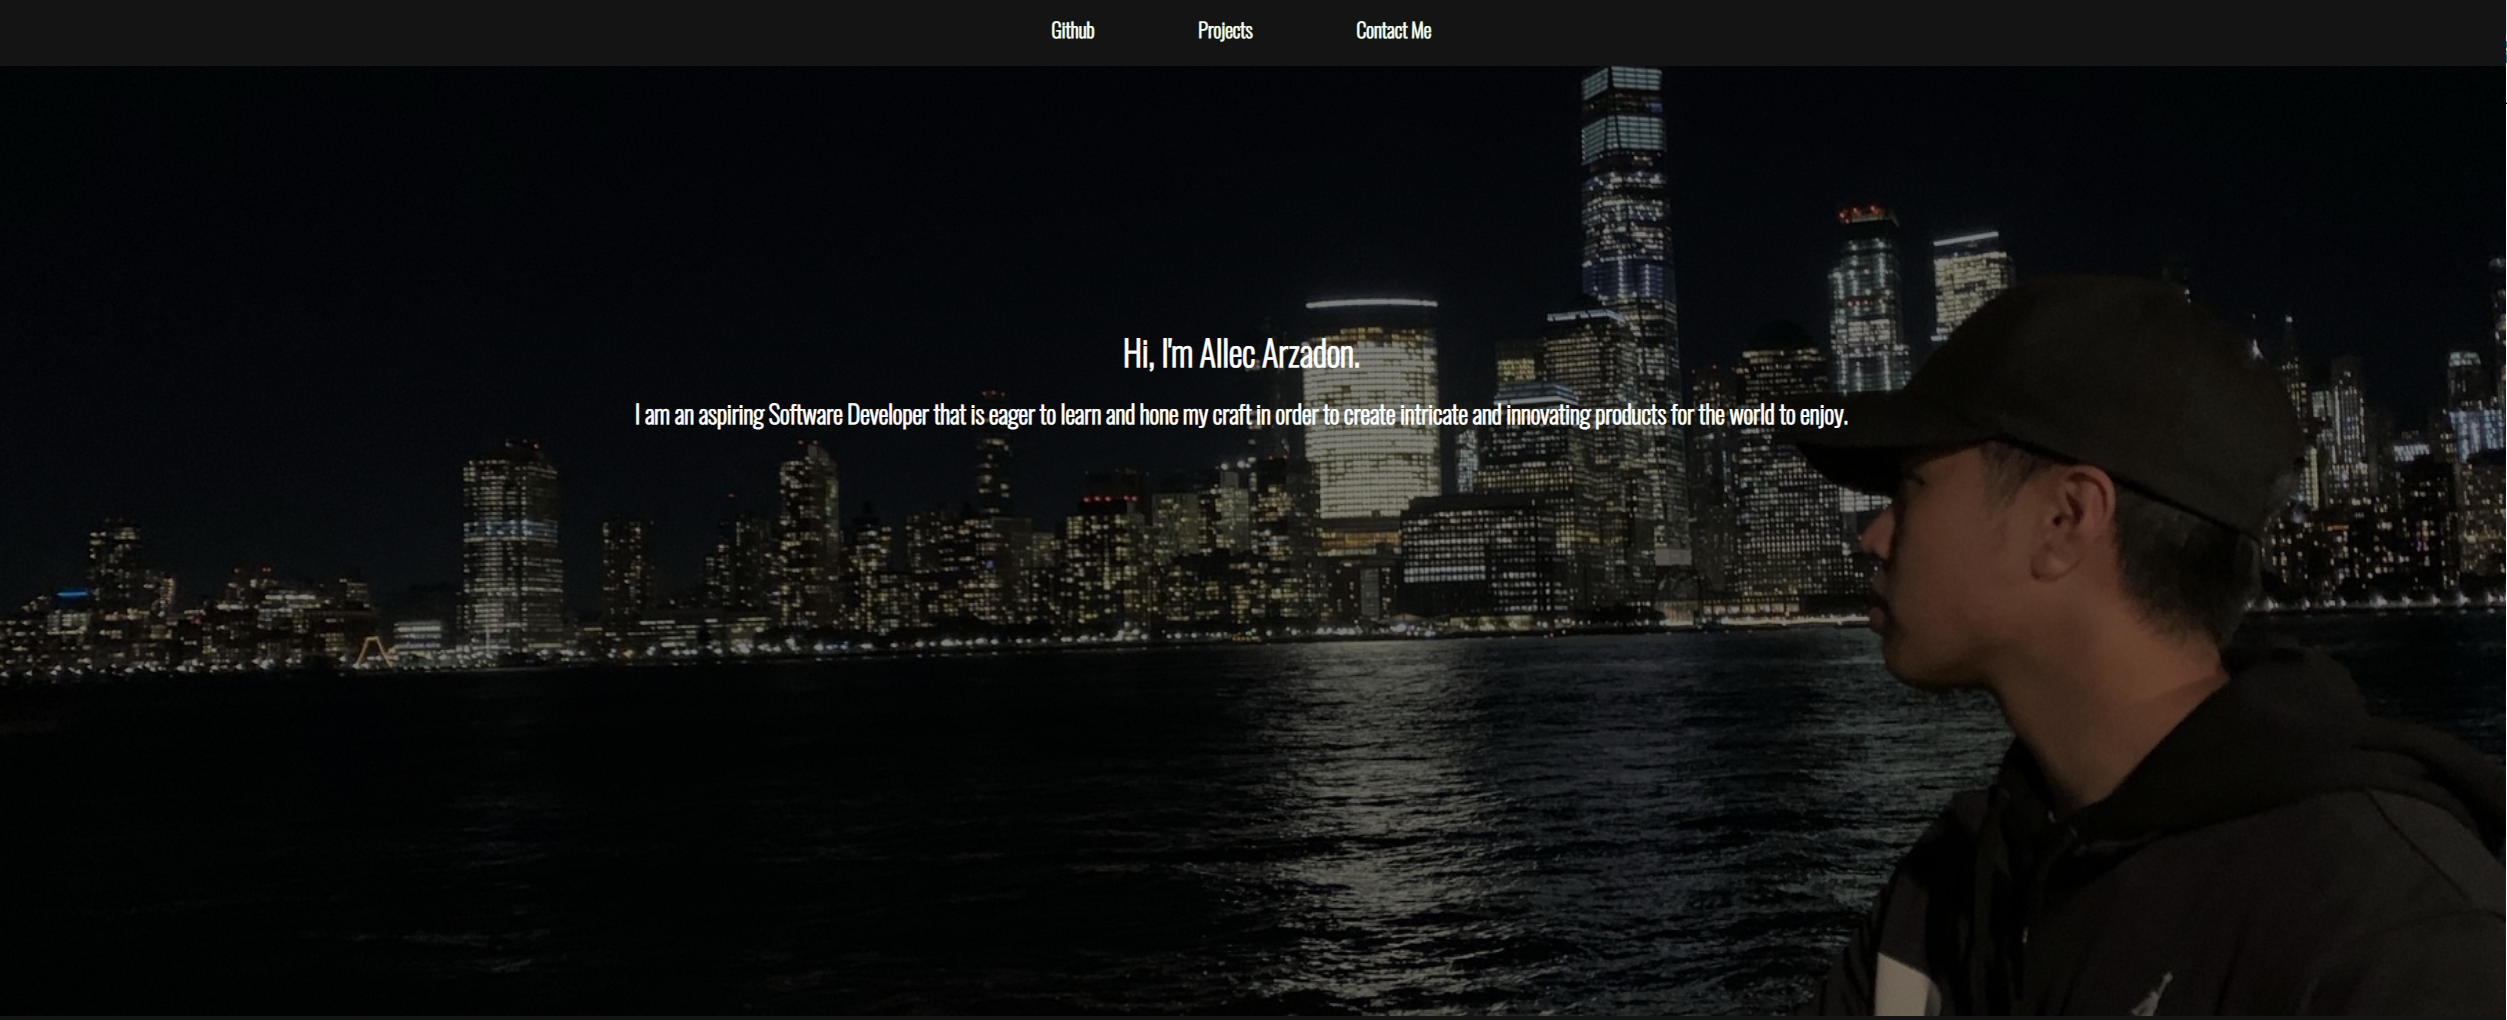 Github Projects Contact Me
Hi, I'm Allec Arzadon.
I am an aspiring Software Developer that is eager to learn and hone my craft in order to create intricate and innovating products for the world to enjoy.